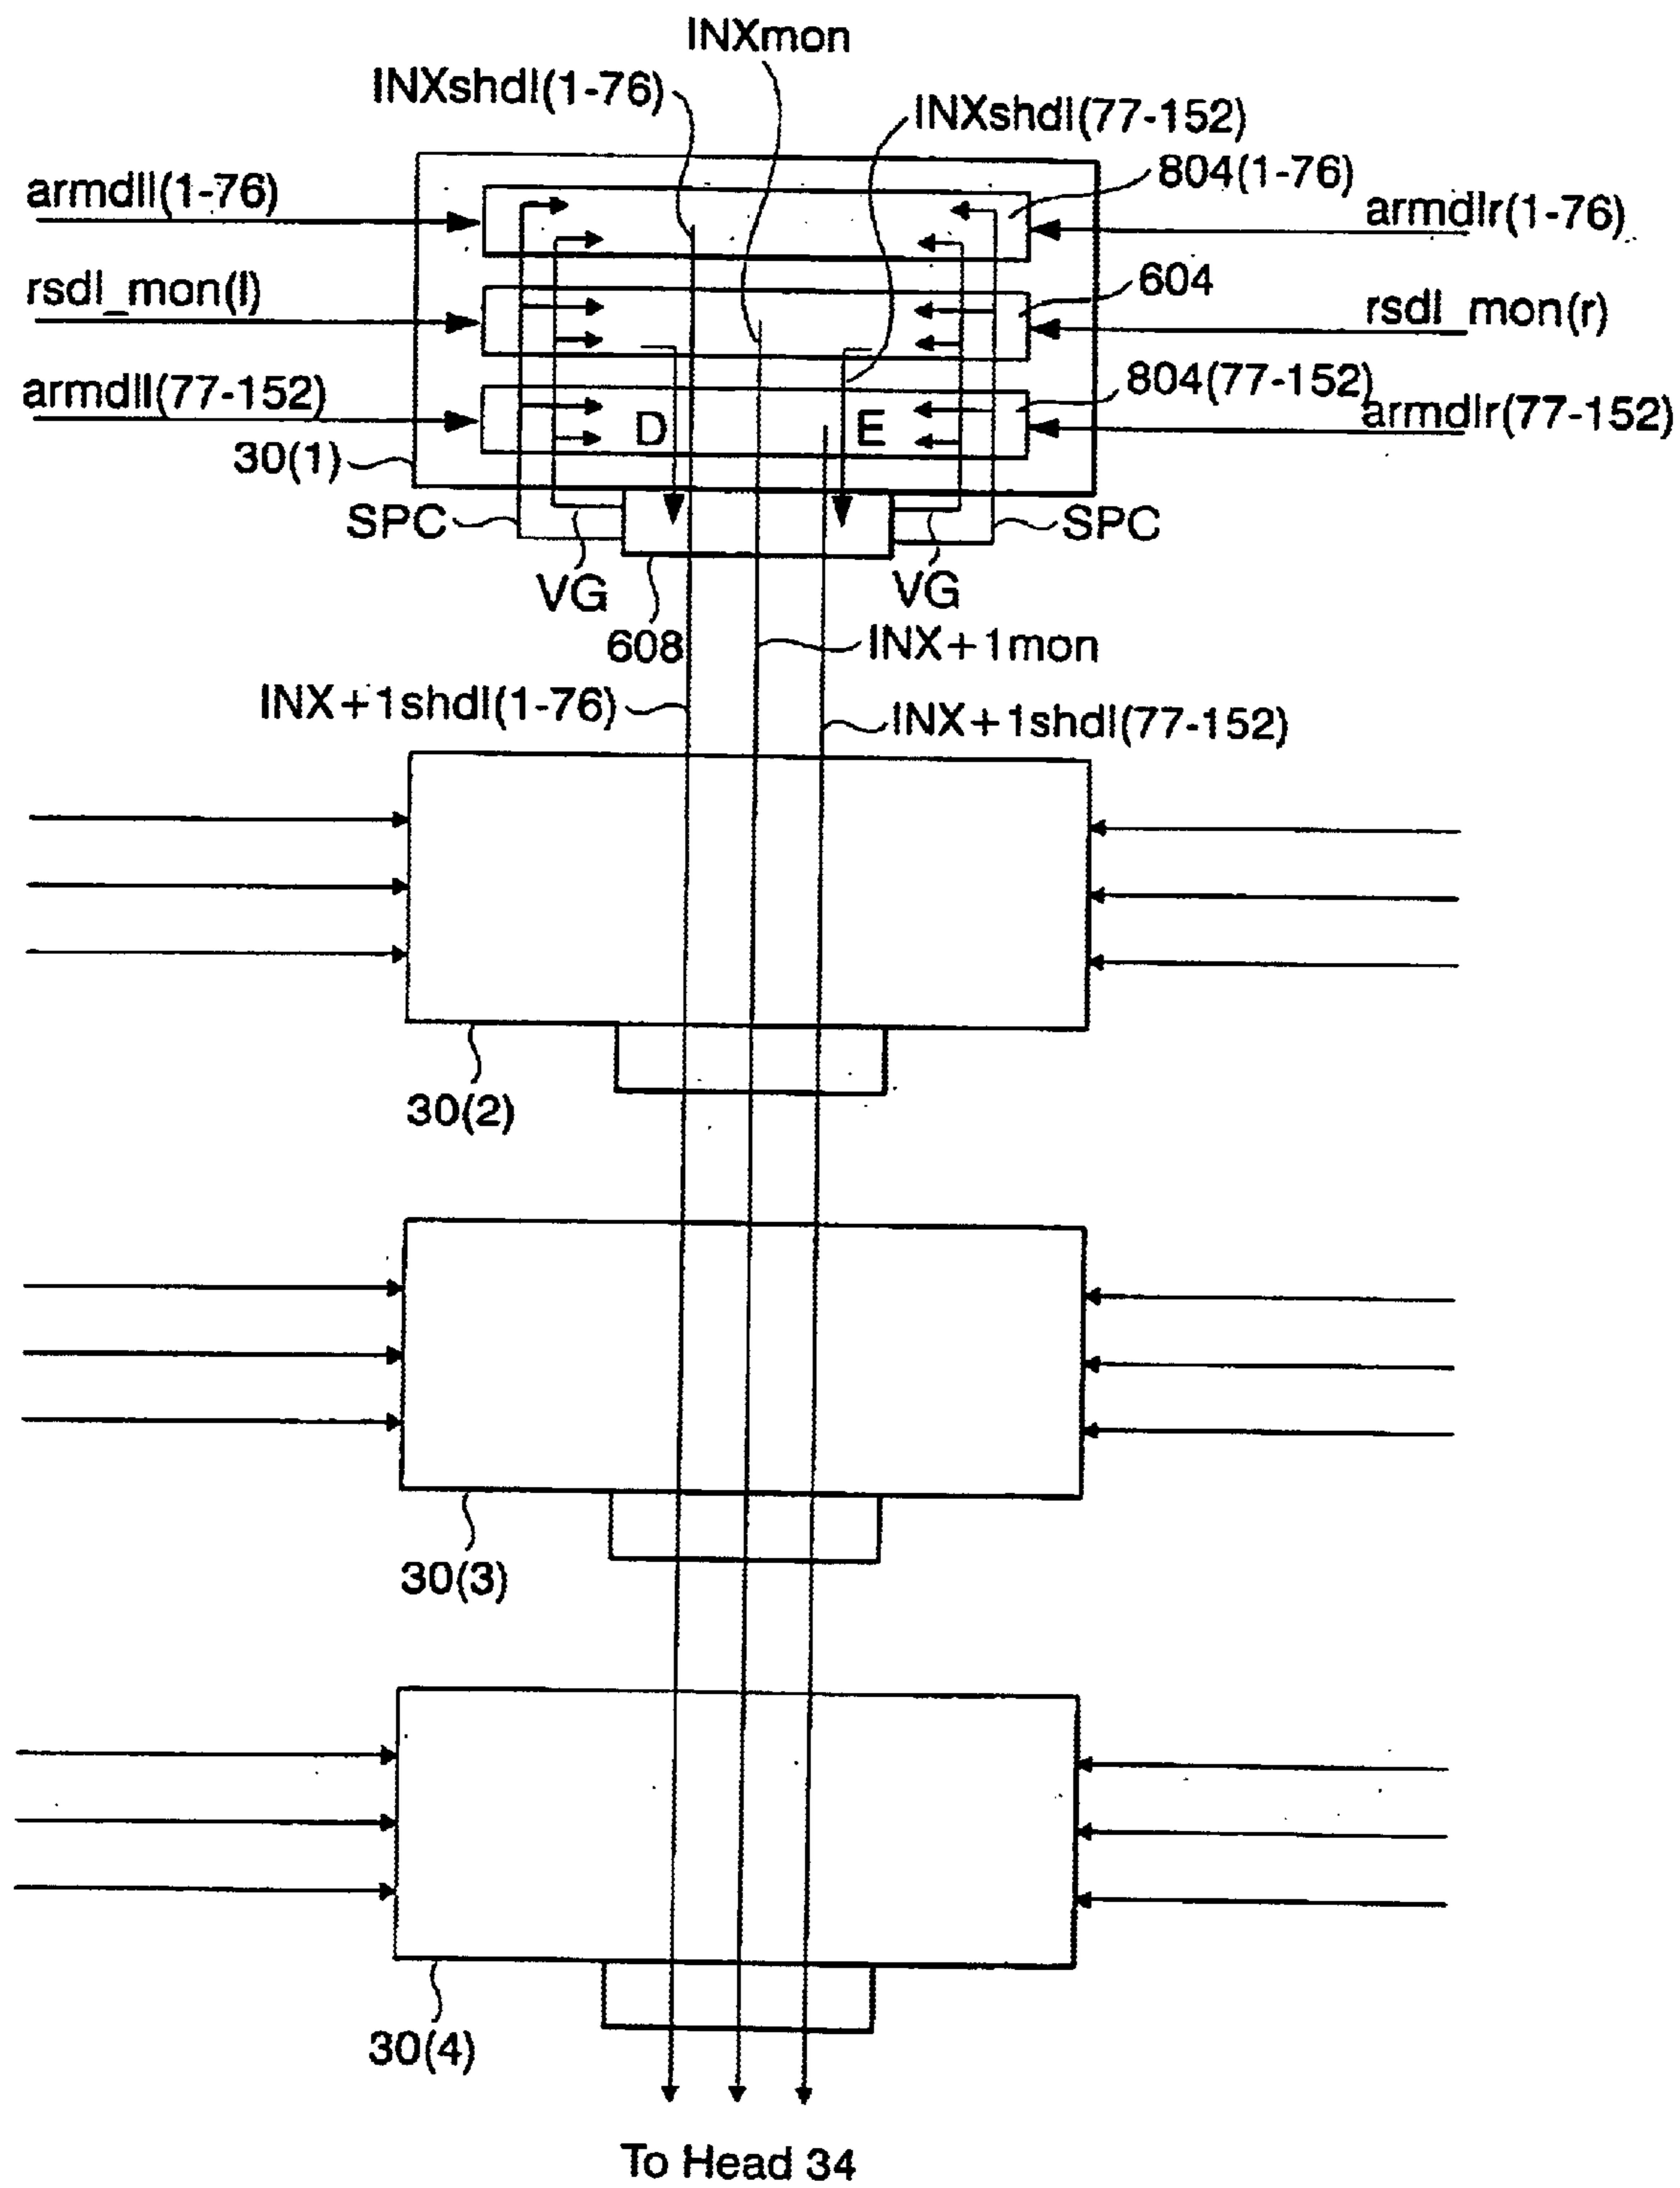 INXmon
INXshdl(1-76)
INXshdl(77-152)
804(1-76)
armdll(1-76)
armdlr(1-76)
604
rsdl_mon(l)
rsdl_mon(r)
804(77-152)
armdll(77-152)
armdlr(77-152)
D
E
30(1)
SPC
SPC
VG
VG
608
INX+1mon
INX+1shdl(1-76)
INX+1shdl(77-152)
30(2)
30(3)
30(4)
To Head 34